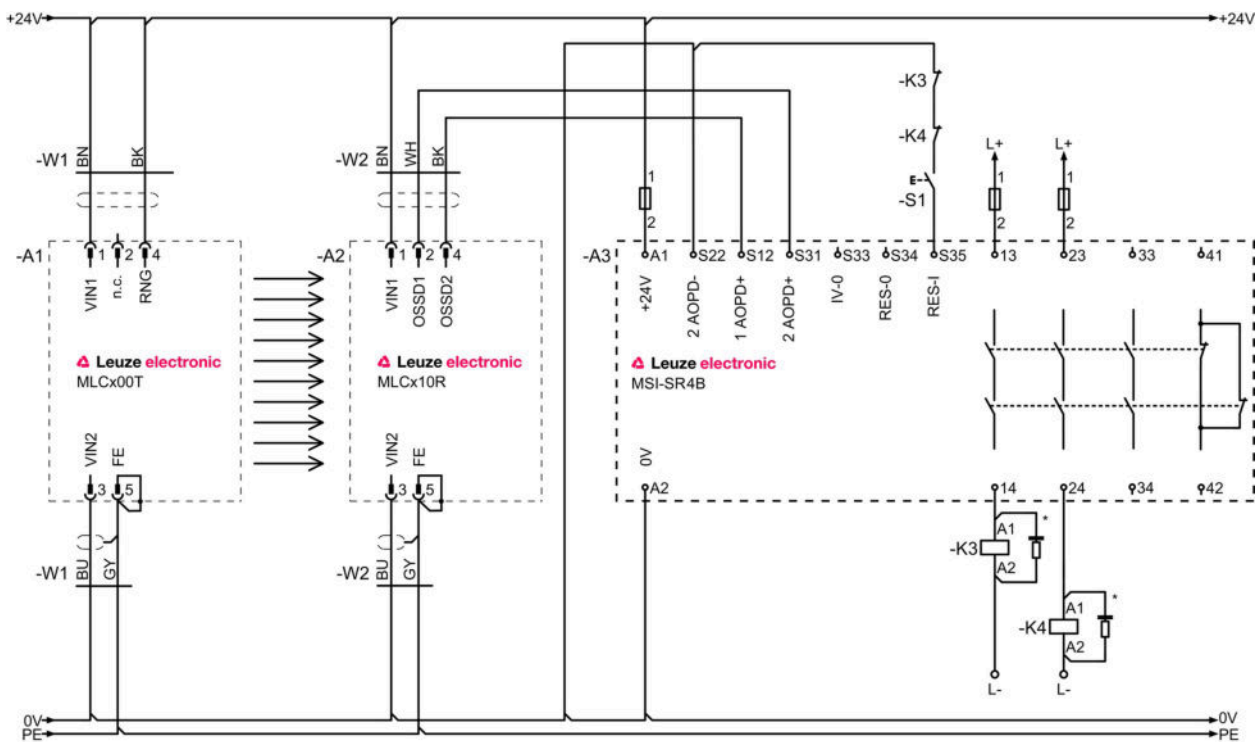 +24V
+24V
-K3
-K4
-S1
-W1
BN
BK
-W2
BN
WH
BK
L+
L+
1
2
1
2
1
2
-A1
1
2
4
VIN1
n.c.
RNG
-A2
1
2
4
VIN1
OSSD1
OSSD2
-A3
A1
S22
S12
S31
S33
S34
S35
13
23
33
41
+24V
2 AOPD-
1 AOPD+
2 AOPD+
IV-0
RES-0
RES-I
Leuze electronic
MLCx00T
Leuze electronic
MLCx10R
Leuze electronic
MSI-SR4B
VIN2
FE
VIN2
FE
0V
3
5
3
5
A2
14
24
34
42
-W1
BU
GY
-W2
BU
GY
-K3
A1
A2
*
-K4
A1
A2
*
L-
L-
0V
0V
PE
PE